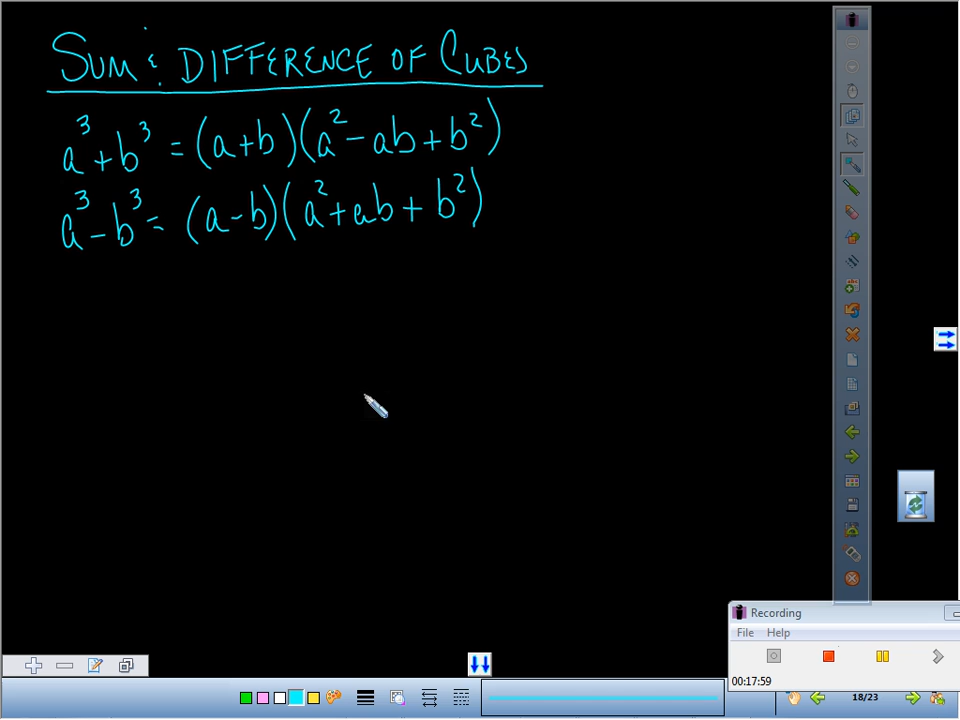 SUM & DIFFERENCE OF CUBES
a³+b³ = (a+b)(a²-ab+b²)
a³-b³ = (a-b)(a²+ab+b²)
Recording
File Help
00:17:59
18/23